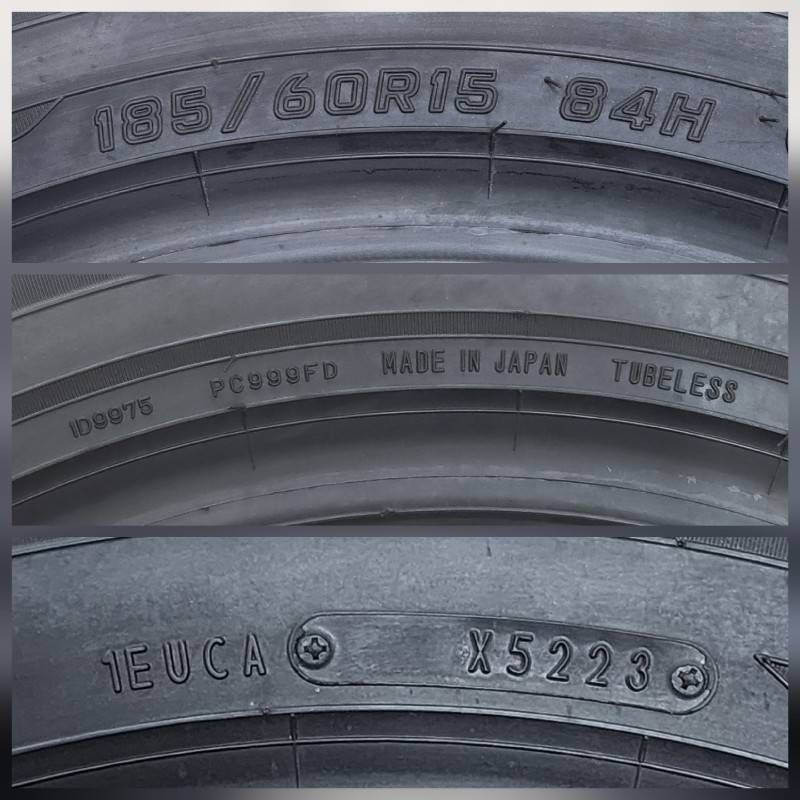 185/60R15 84H
1D9975 PC999FD MADE IN JAPAN TUBELESS
1EUCA X5223